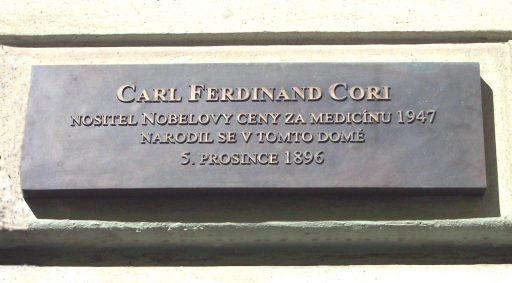 Carl Ferdinand Cori
nositel Nobelovy ceny za medicínu 1947
narodil se v tomto domě
5. prosince 1896